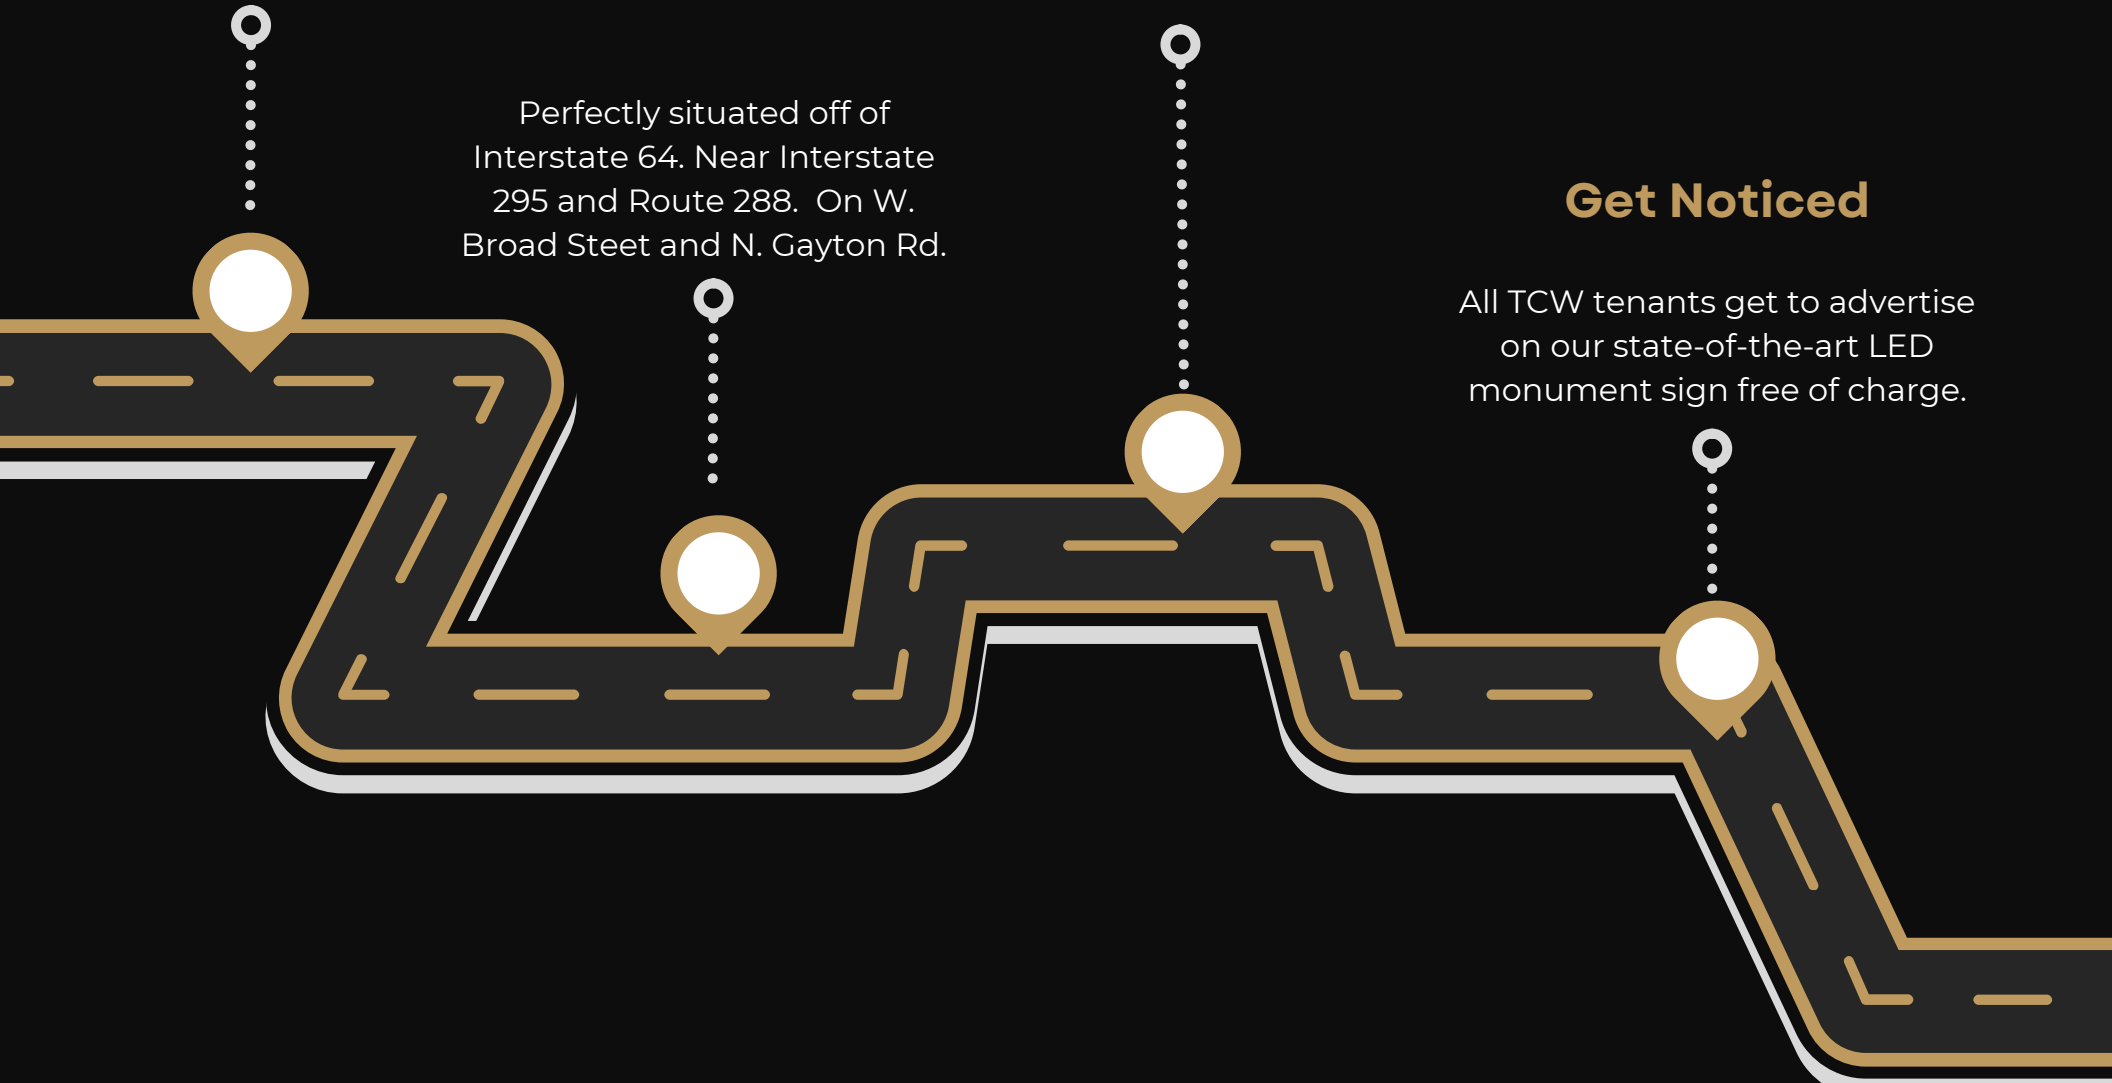 Perfectly situated off of
Interstate 64. Near Interstate
295 and Route 288.  On W.
Broad Steet and N. Gayton Rd.
Get Noticed
All TCW tenants get to advertise
on our state-of-the-art LED
monument sign free of charge.